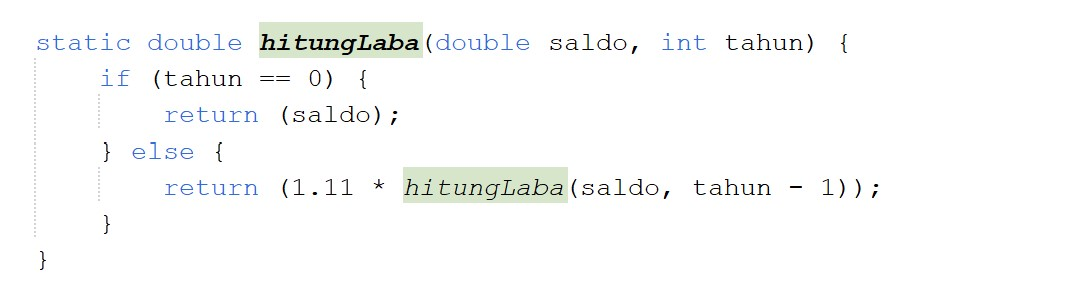 static double hitungLaba(double saldo, int tahun) {
    if (tahun == 0) {
        return (saldo);
    } else {
        return (1.11 * hitungLaba(saldo, tahun - 1));
    }
}